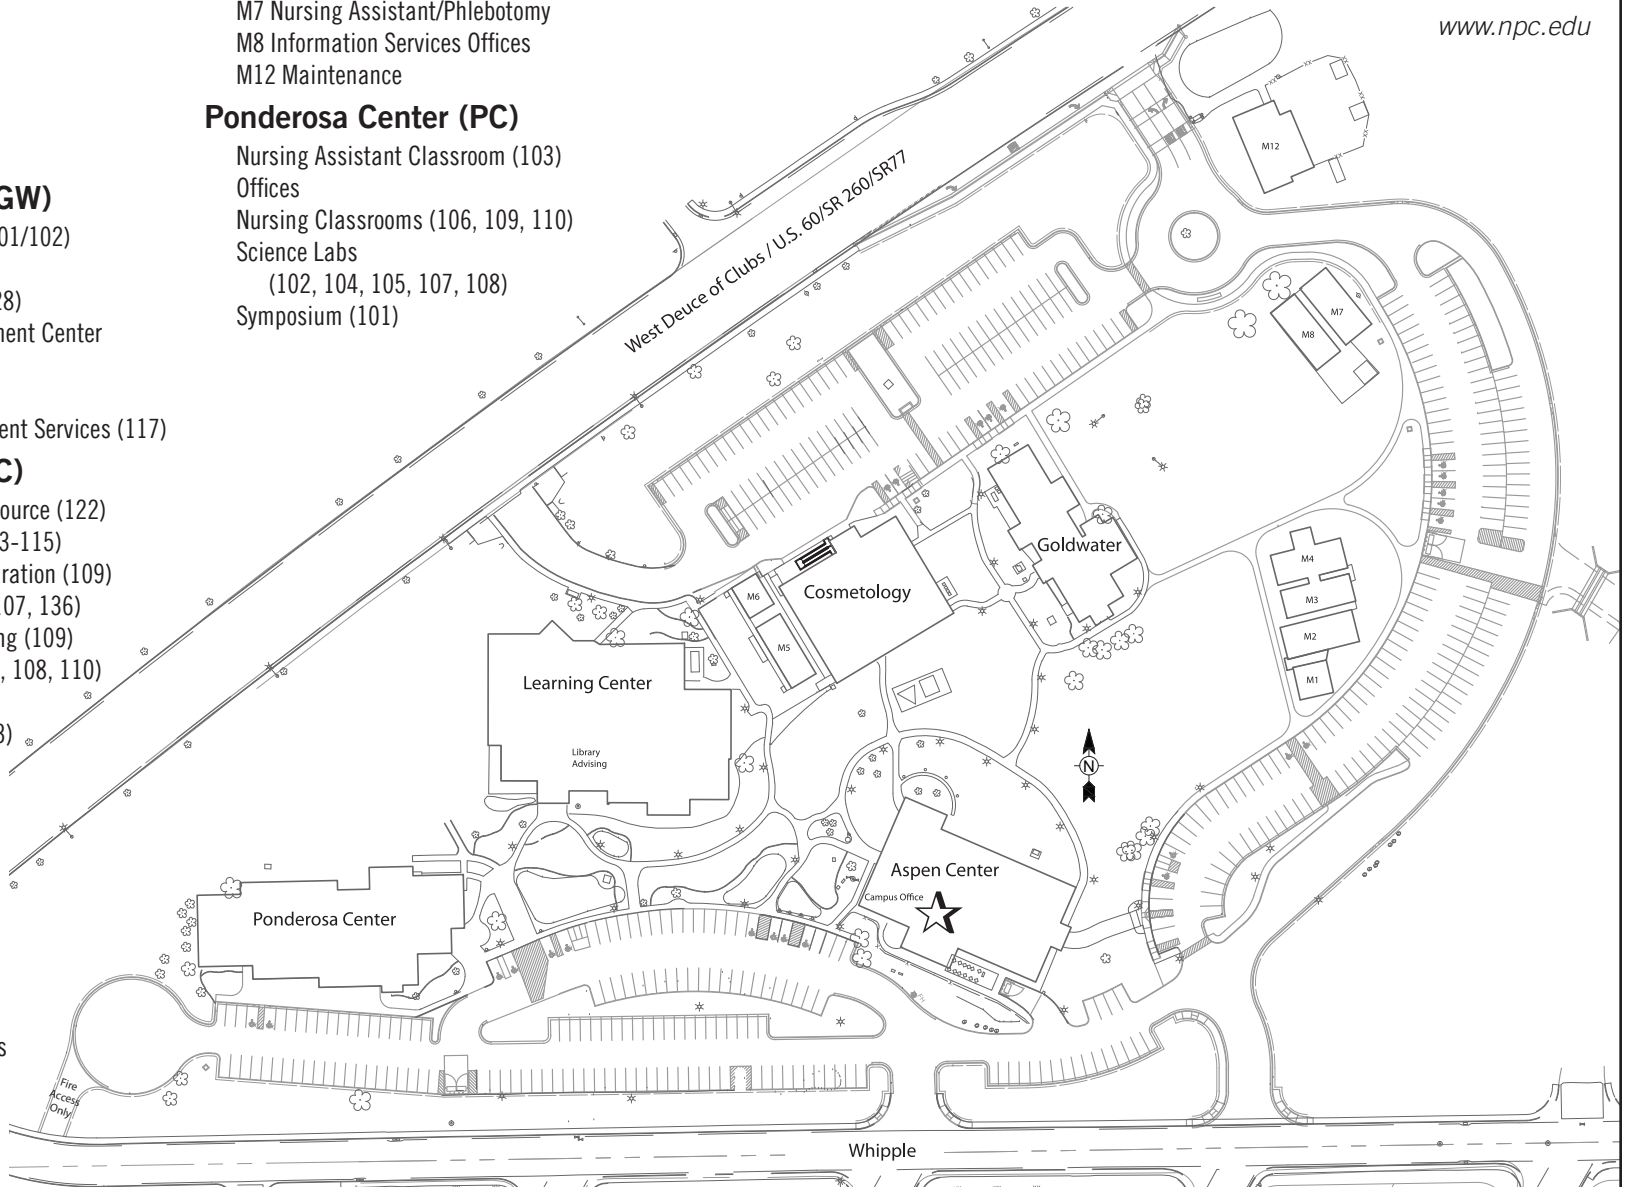 M7 Nursing Assistant/Phlebotomy
M8 Information Services Offices
M12 Maintenance
Ponderosa Center (PC)
Nursing Assistant Classroom (103)
Offices
Nursing Classrooms (106, 109, 110)
Science Labs
(102, 104, 105, 107, 108)
Symposium (101)
GW)
01/102)
28)
ent Center
ent Services (117)
C)
ource (122)
3-115)
ration (109)
07, 136)
ng (109)
, 108, 110)
3)
s
www.npc.edu
West Deuce of Clubs / U.S. 60/SR 260/SR77
M12
M7
M8
Goldwater
Cosmetology
M6
M5
M4
M3
M2
M1
Learning Center
Library
Advising
N
Aspen Center
Campus Office
Ponderosa Center
Fire
Access
Only
Whipple